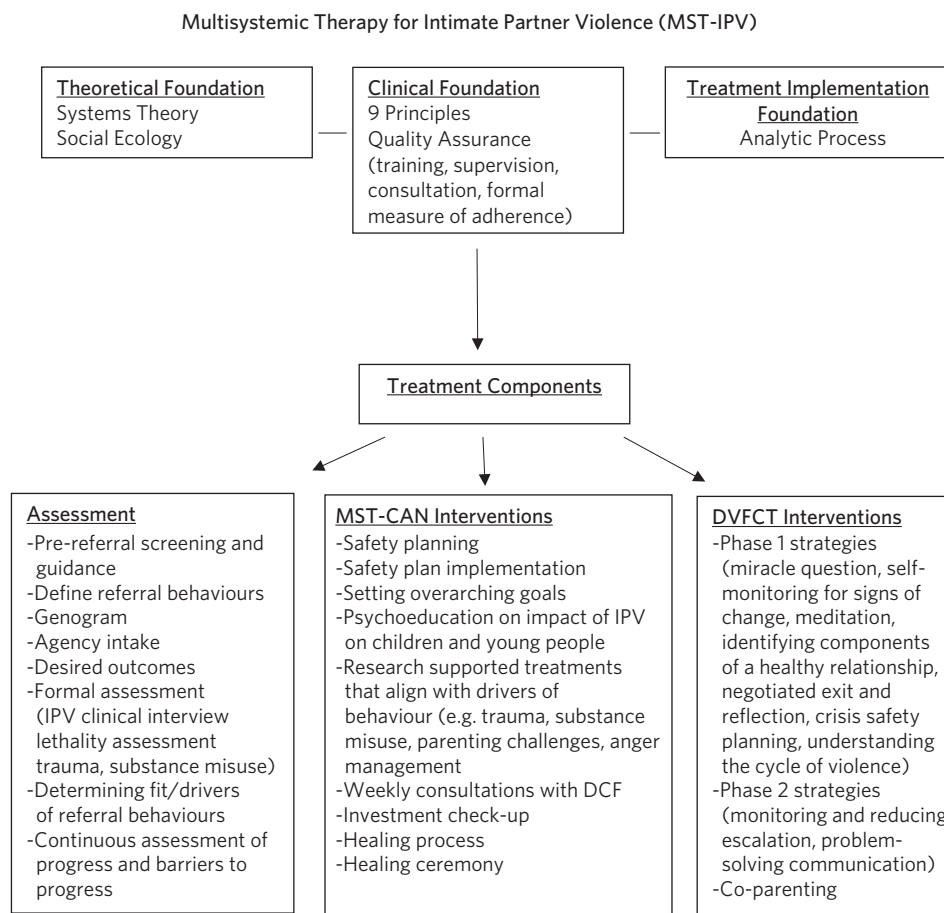 Multisystemic Therapy for Intimate Partner Violence (MST-IPV)
Theoretical Foundation
Systems Theory
Social Ecology
Clinical Foundation
9 Principles
Quality Assurance
(training, supervision,
consultation, formal
measure of adherence)
Treatment Implementation
Foundation
Analytic Process
Treatment Components
Assessment
-Pre-referral screening and
guidance
-Define referral behaviours
-Genogram
-Agency intake
-Desired outcomes
-Formal assessment
(IPV clinical interview
lethality assessment
trauma, substance misuse)
-Determining fit/drivers
of referral behaviours
-Continuous assessment of
progress and barriers to
progress
MST-CAN Interventions
-Safety planning
-Safety plan implementation
-Setting overarching goals
-Psychoeducation on impact of IPV
on children and young people
-Research supported treatments
that align with drivers of
behaviour (e.g. trauma, substance
misuse, parenting challenges, anger
management
-Weekly consultations with DCF
-Investment check-up
-Healing process
-Healing ceremony
DVFCT Interventions
-Phase 1 strategies
(miracle question, self-
monitoring for signs of
change, meditation,
identifying components
of a healthy relationship,
negotiated exit and
reflection, crisis safety
planning, understanding
the cycle of violence)
-Phase 2 strategies
(monitoring and reducing
escalation, problem-
solving communication)
-Co-parenting